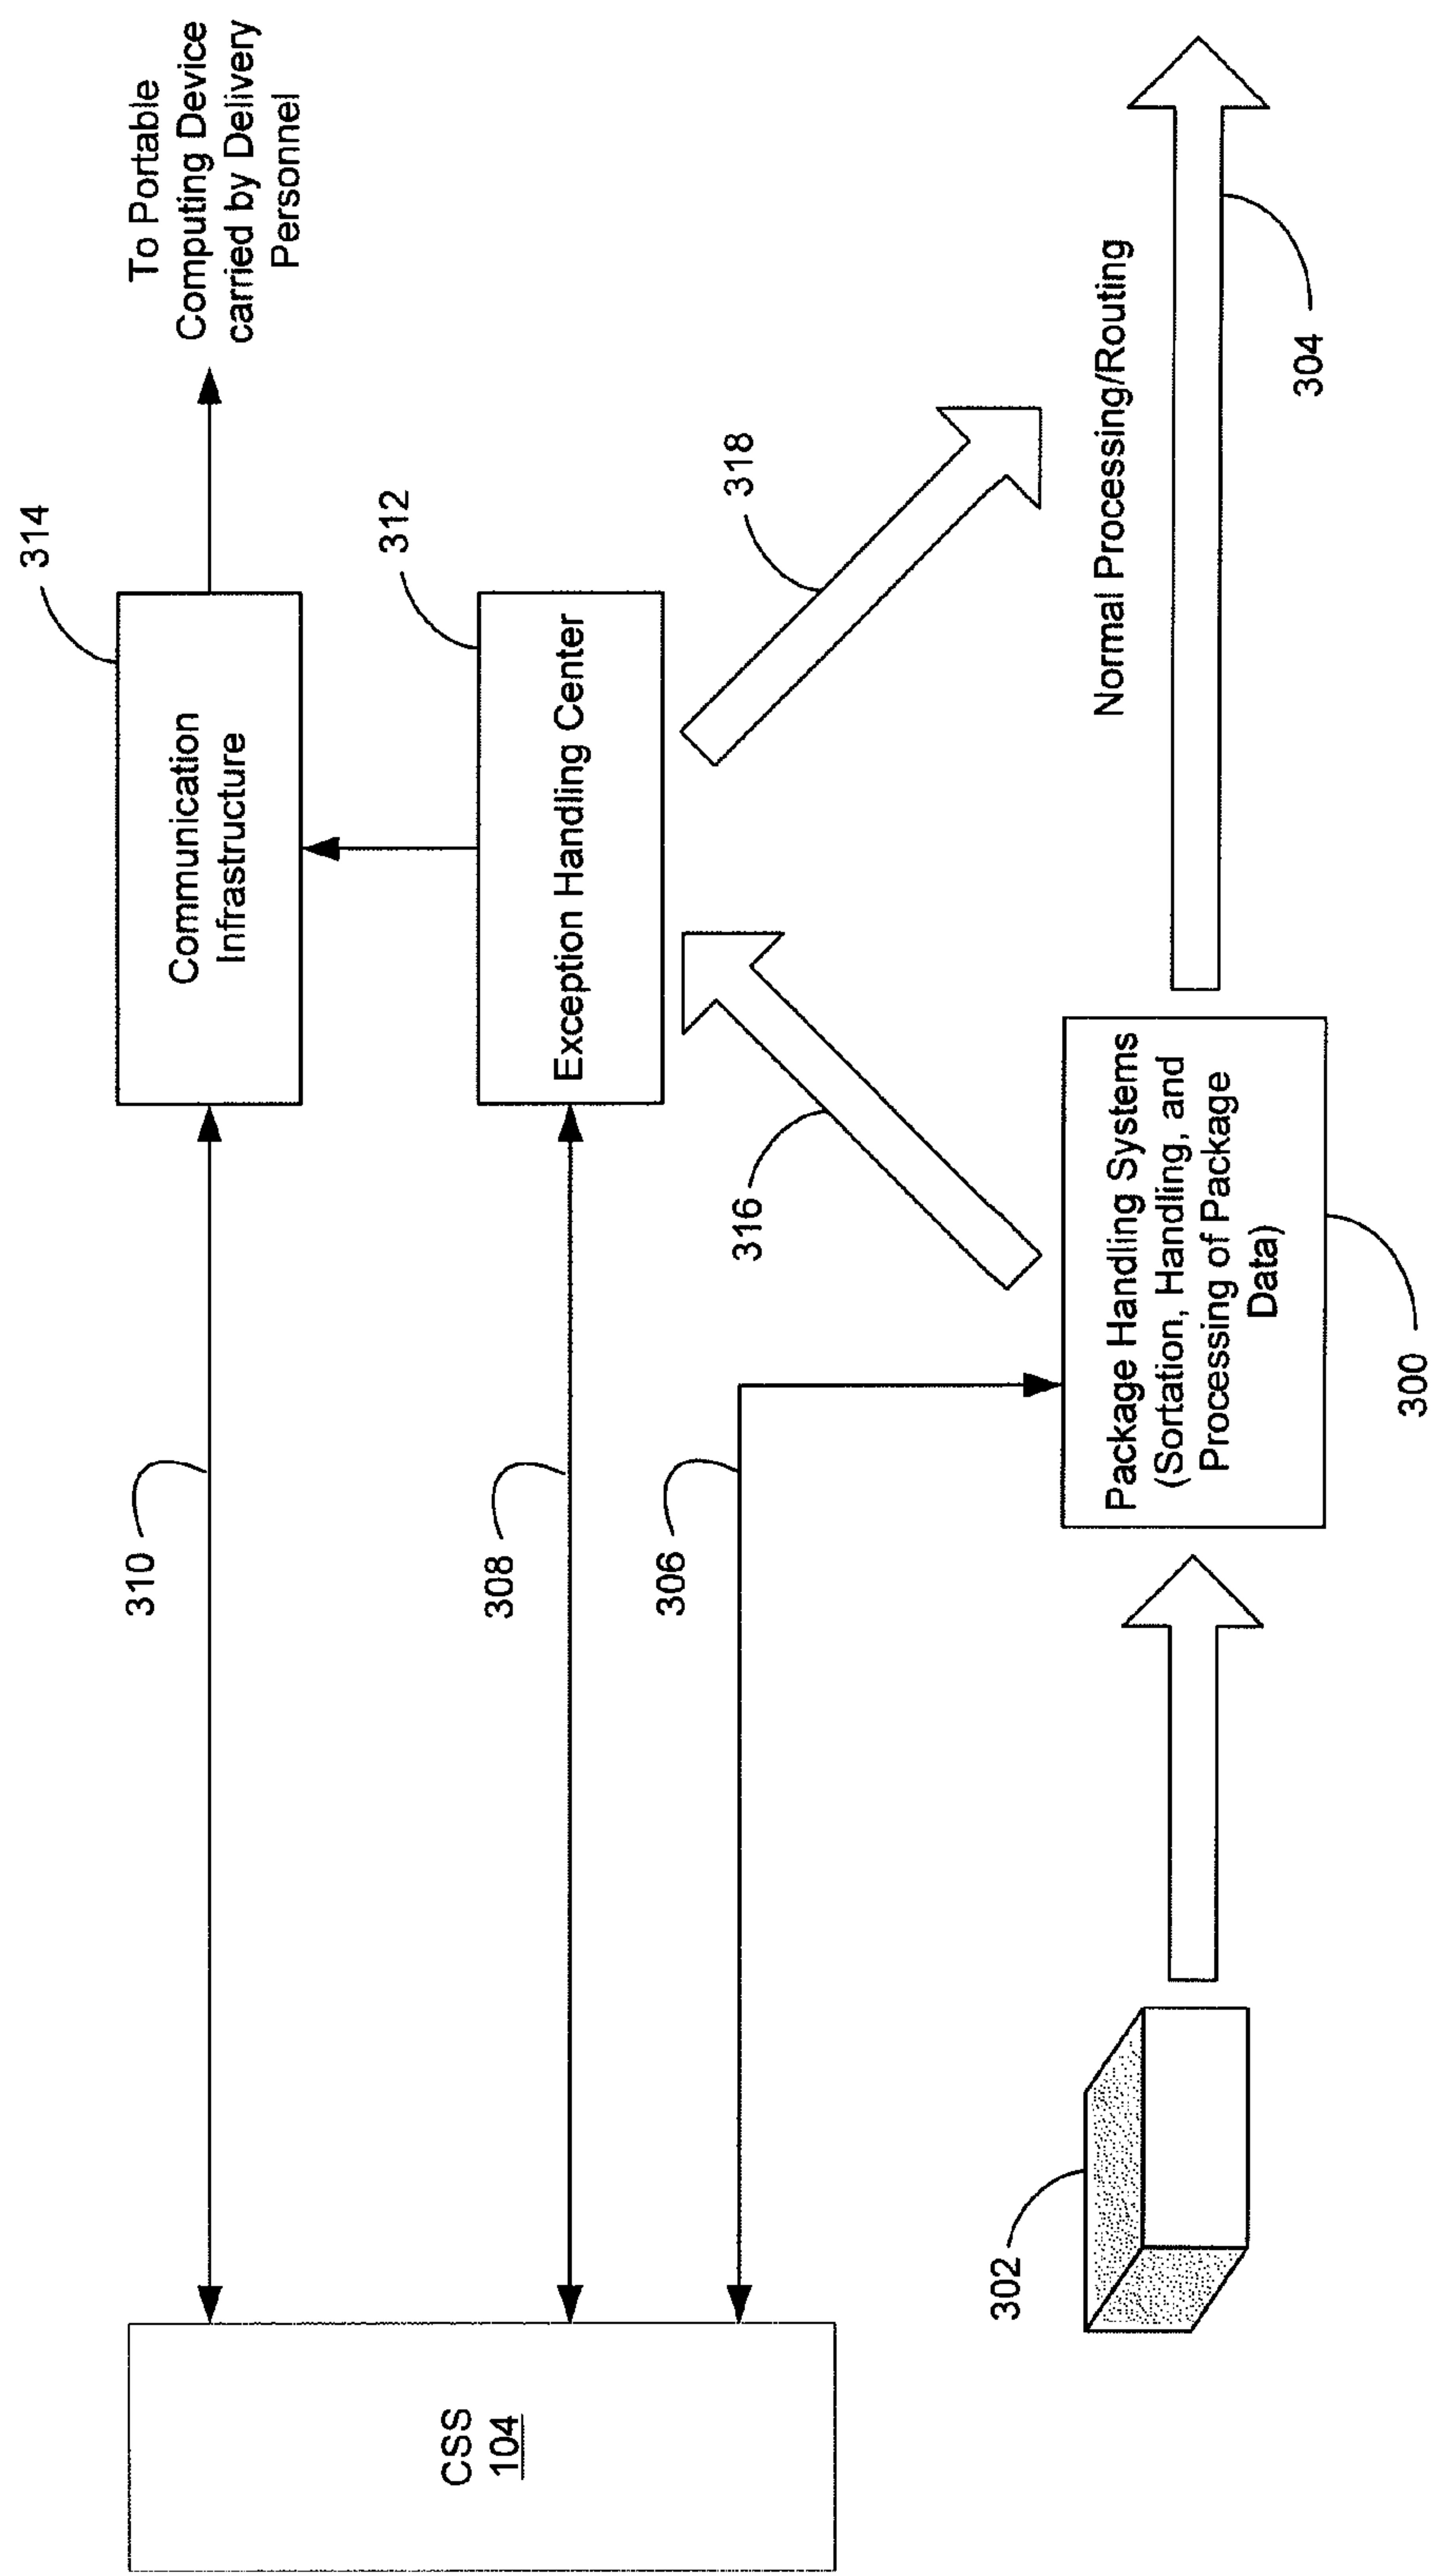 To Portable
Computing Device
carried by Delivery
Personnel
314
Communication
Infrastructure
310
312
Exception Handling Center
308
318
316
306
CSS
104
Normal Processing/Routing
304
Package Handling Systems
(Sortation, Handling, and
Processing of Package
Data)
300
302